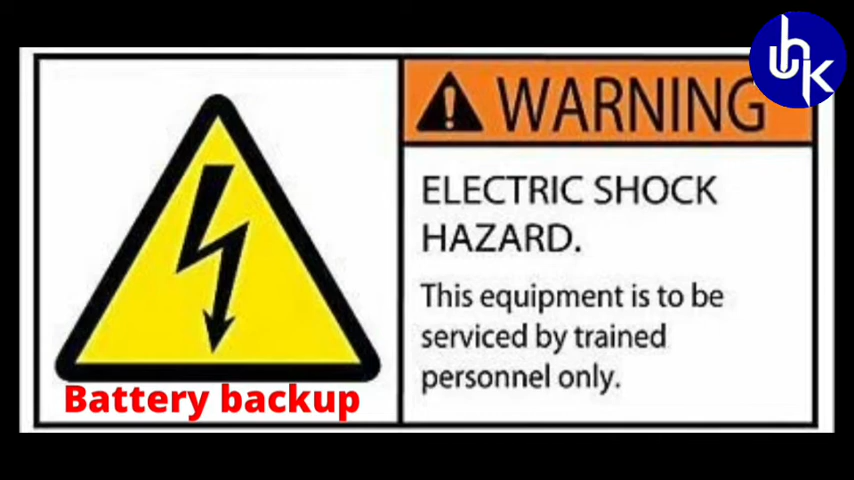 WARNING
ELECTRIC SHOCK
HAZARD.
This equipment is to be
serviced by trained
personnel only.
Battery backup